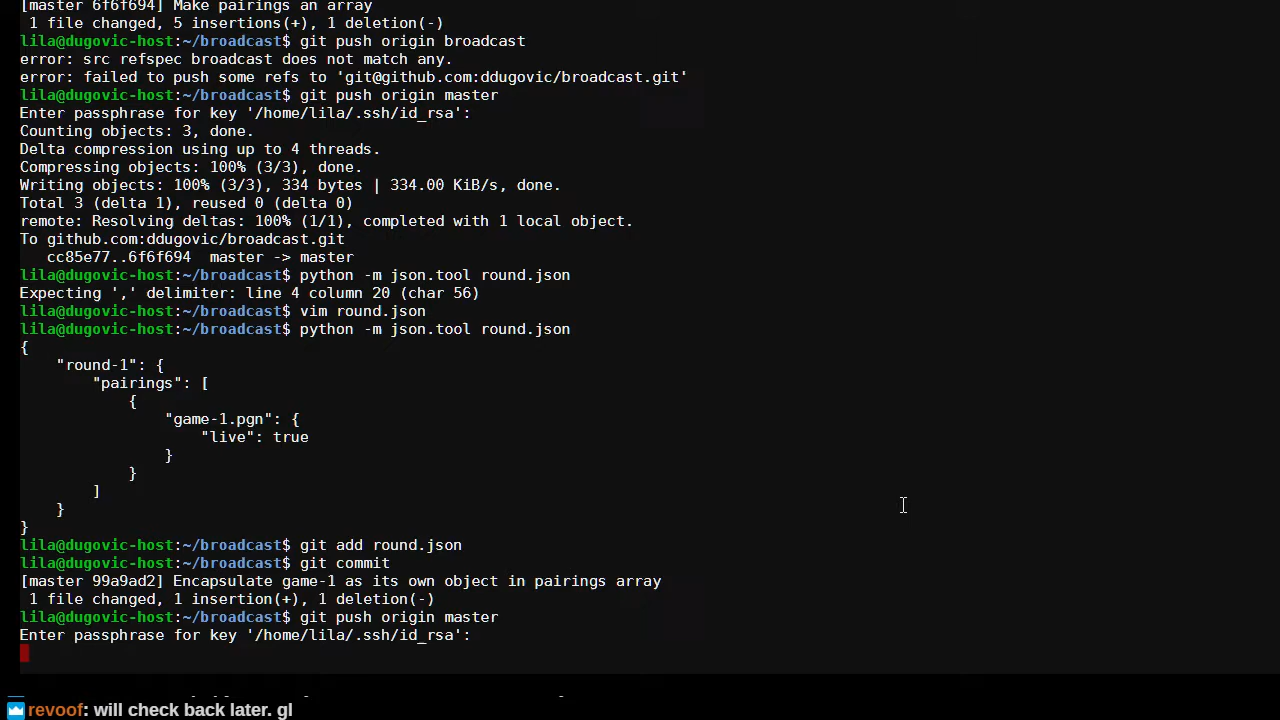 [master 6f6f694] Make pairings an array
 1 file changed, 5 insertions(+), 1 deletion(-)
lila@dugovic-host:~/broadcast$ git push origin broadcast
error: src refspec broadcast does not match any.
error: failed to push some refs to 'git@github.com:ddugovic/broadcast.git'
lila@dugovic-host:~/broadcast$ git push origin master
Enter passphrase for key '/home/lila/.ssh/id_rsa':
Counting objects: 3, done.
Delta compression using up to 4 threads.
Compressing objects: 100% (3/3), done.
Writing objects: 100% (3/3), 334 bytes | 334.00 KiB/s, done.
Total 3 (delta 1), reused 0 (delta 0)
remote: Resolving deltas: 100% (1/1), completed with 1 local object.
To github.com:ddugovic/broadcast.git
   cc85e77..6f6f694  master -> master
lila@dugovic-host:~/broadcast$ python -m json.tool round.json
Expecting ',' delimiter: line 4 column 20 (char 56)
lila@dugovic-host:~/broadcast$ vim round.json
lila@dugovic-host:~/broadcast$ python -m json.tool round.json
{
    "round-1": {
        "pairings": [
            {
                "game-1.pgn": {
                    "live": true
                }
            }
        ]
    }
}
lila@dugovic-host:~/broadcast$ git add round.json
lila@dugovic-host:~/broadcast$ git commit
[master 99a9ad2] Encapsulate game-1 as its own object in pairings array
 1 file changed, 1 insertion(+), 1 deletion(-)
lila@dugovic-host:~/broadcast$ git push origin master
Enter passphrase for key '/home/lila/.ssh/id_rsa':
revoof: will check back later. gl